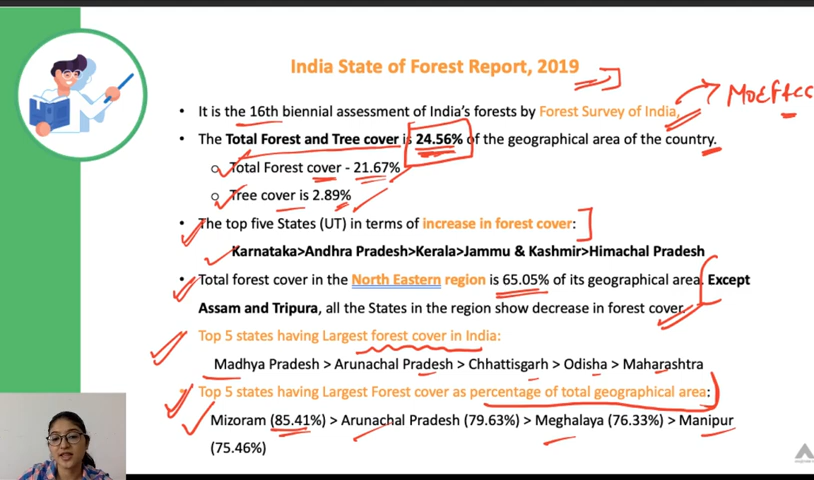 India State of Forest Report, 2019
• It is the 16th biennial assessment of India's forests by Forest Survey of India,
MoEFtcc
• The Total Forest and Tree cover is 24.56% of the geographical area of the country.
o Total Forest cover - 21.67%
o Tree cover is 2.89%
• The top five States (UT) in terms of increase in forest cover:
Karnataka>Andhra Pradesh>Kerala>Jammu & Kashmir>Himachal Pradesh
• Total forest cover in the North Eastern region is 65.05% of its geographical area. Except
Assam and Tripura, all the States in the region show decrease in forest cover.
• Top 5 states having Largest forest cover in India:
Madhya Pradesh > Arunachal Pradesh > Chhattisgarh > Odisha > Maharashtra
• Top 5 states having Largest Forest cover as percentage of total geographical area:
Mizoram (85.41%) > Arunachal Pradesh (79.63%) > Meghalaya (76.33%) > Manipur
(75.46%)